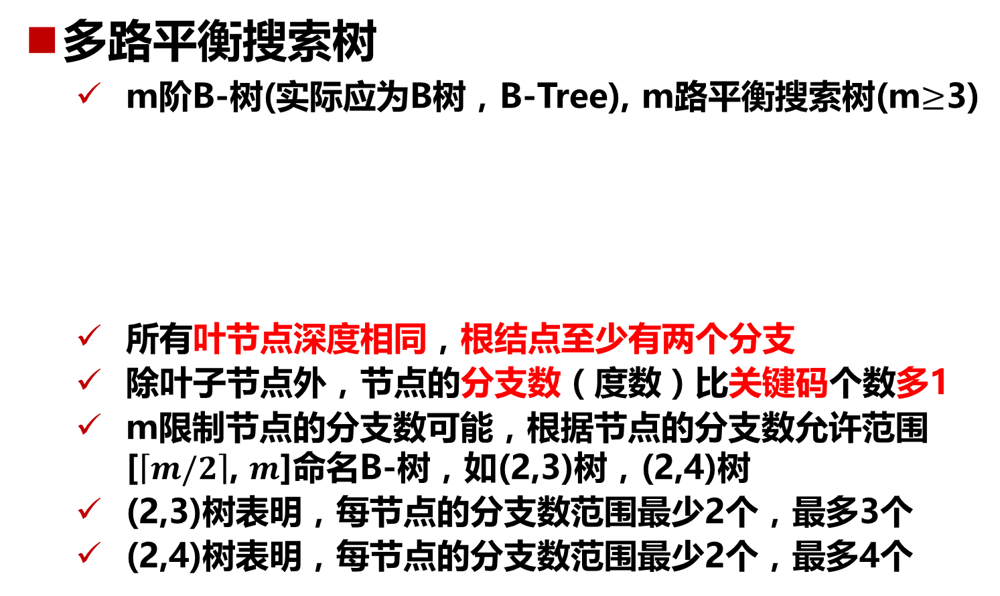 多路平衡搜索树
m阶B-树(实际应为B树，B-Tree), m路平衡搜索树(m≥3)
所有叶节点深度相同，根结点至少有两个分支
除叶子节点外，节点的分支数（度数）比关键码个数多1
m限制节点的分支数可能，根据节点的分支数允许范围
[⌈m/2⌉, m]命名B-树，如(2,3)树，(2,4)树
(2,3)树表明，每节点的分支数范围最少2个，最多3个
(2,4)树表明，每节点的分支数范围最少2个，最多4个